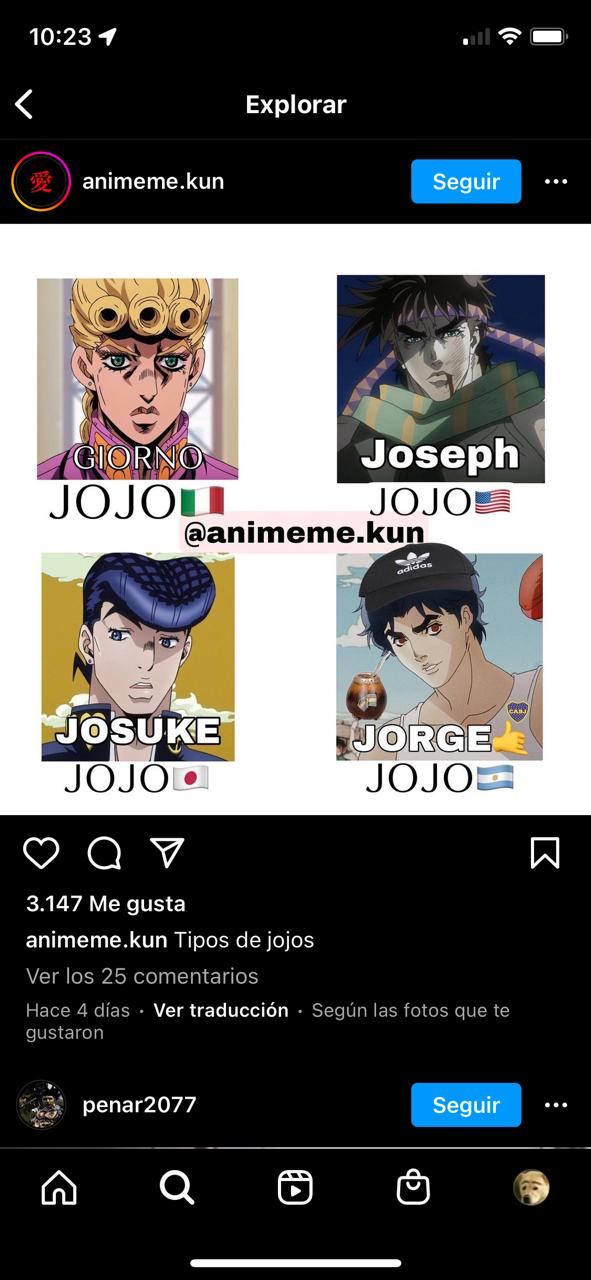 10:23
Explorar
愛
animeme.kun
Seguir
GIORNO
JOJO🇮🇹
Joseph
JOJO🇺🇸
@animeme.kun
JOSUKE
JOJO🇯🇵
adidas
CABJ
JORGE🤙
JOJO🇦🇷
3.147 Me gusta
animeme.kun Tipos de jojos
Ver los 25 comentarios
Hace 4 días · Ver traducción · Según las fotos que te
gustaron
penar2077
Seguir